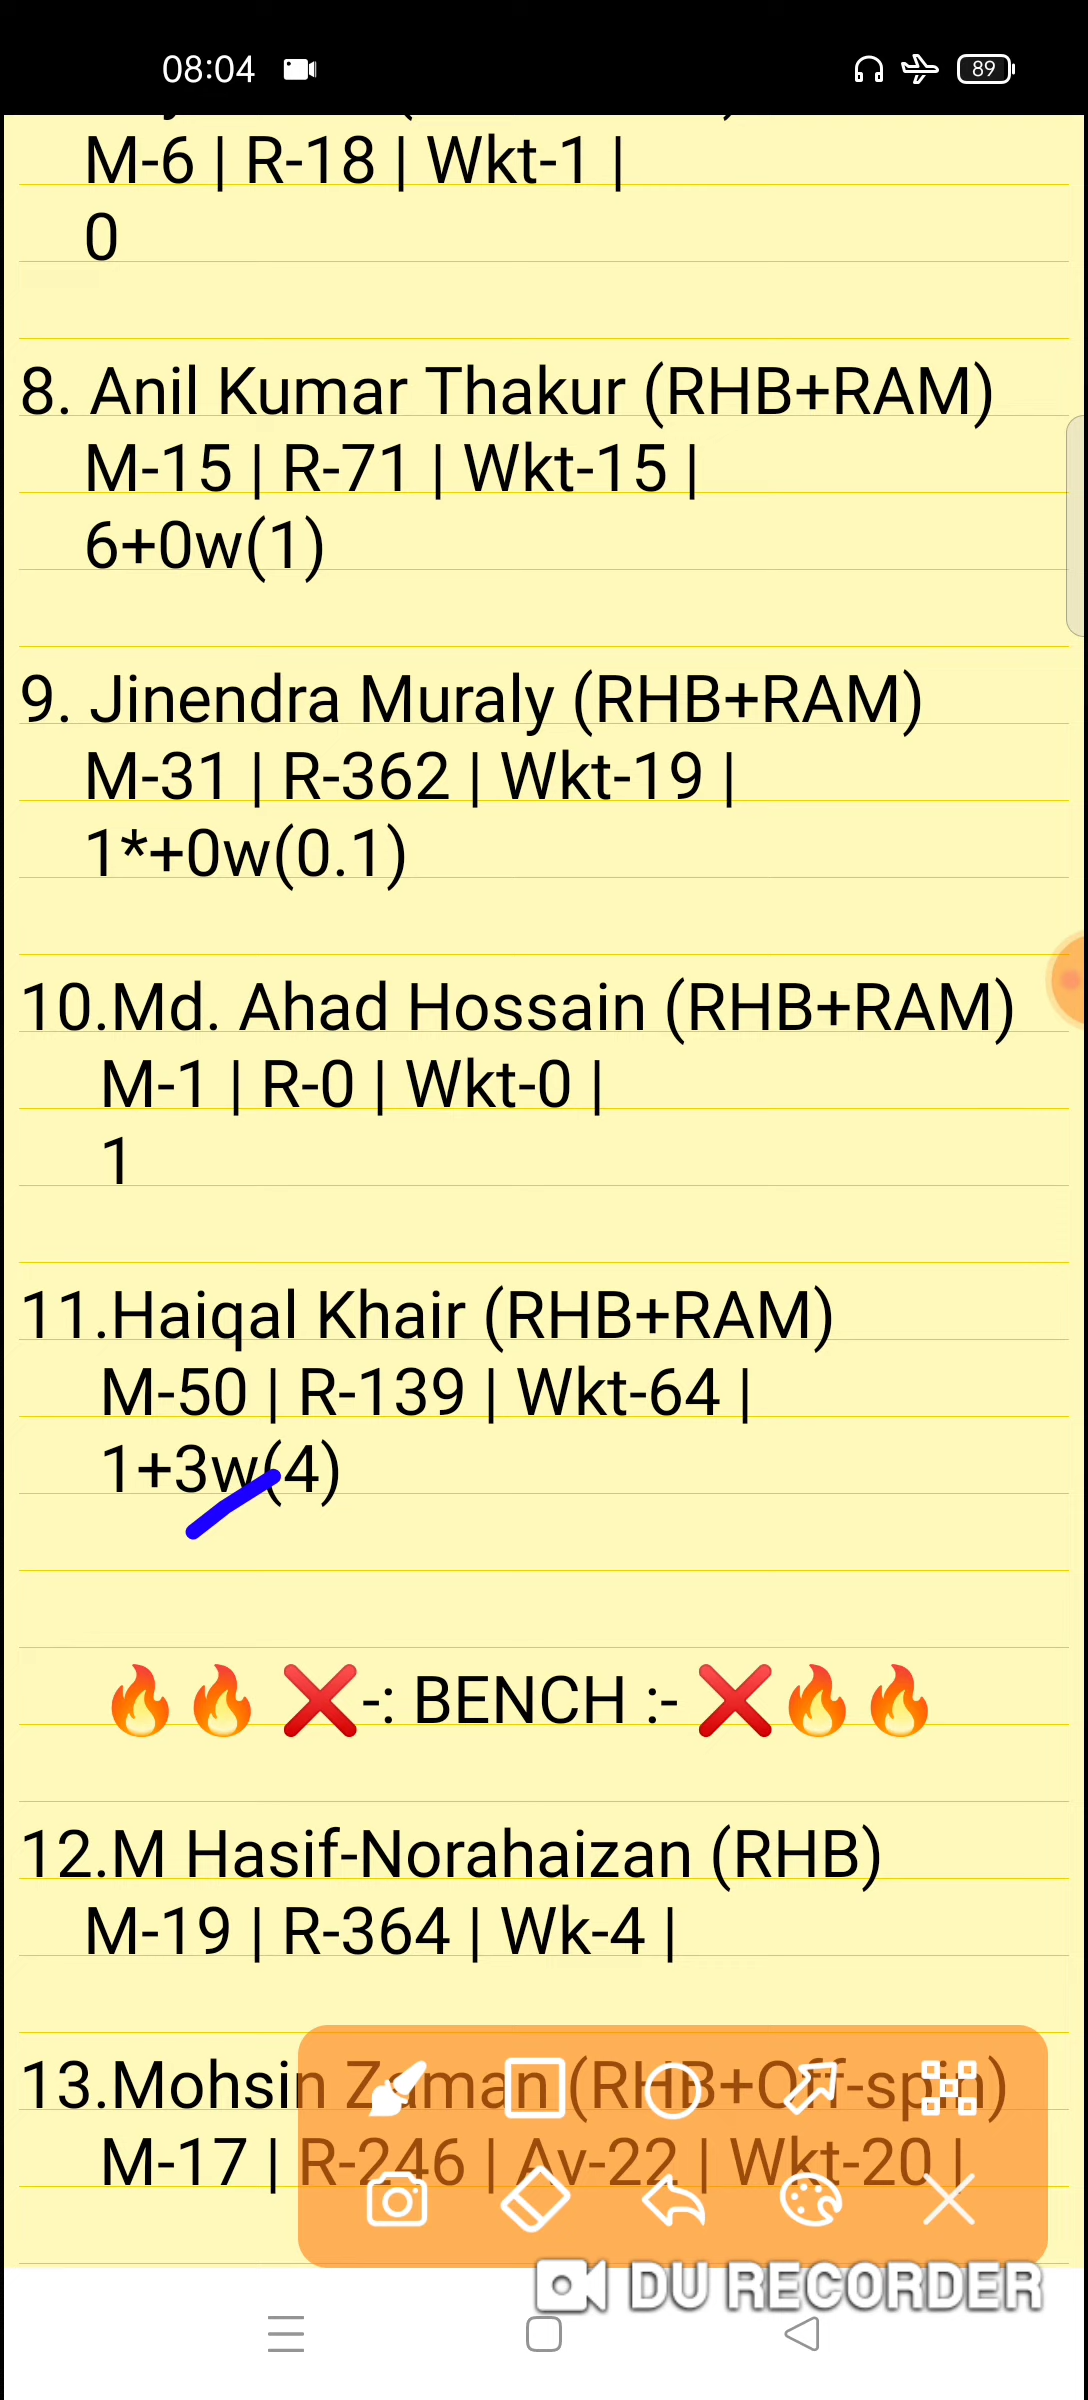 08:04
89
M-6 | R-18 | Wkt-1 |
0
8. Anil Kumar Thakur (RHB+RAM)
M-15 | R-71 | Wkt-15 |
6+0w(1)
9. Jinendra Muraly (RHB+RAM)
M-31 | R-362 | Wkt-19 |
1*+0w(0.1)
10.Md. Ahad Hossain (RHB+RAM)
M-1 | R-0 | Wkt-0 |
1
11.Haiqal Khair (RHB+RAM)
M-50 | R-139 | Wkt-64 |
1+3w(4)
-: BENCH :-
12.M Hasif-Norahaizan (RHB)
M-19 | R-364 | Wk-4 |
13.Mohsin Zaman (RHB+Off-spin)
M-17 | R-246 | Av-22 | Wkt-20 |
DU RECORDER